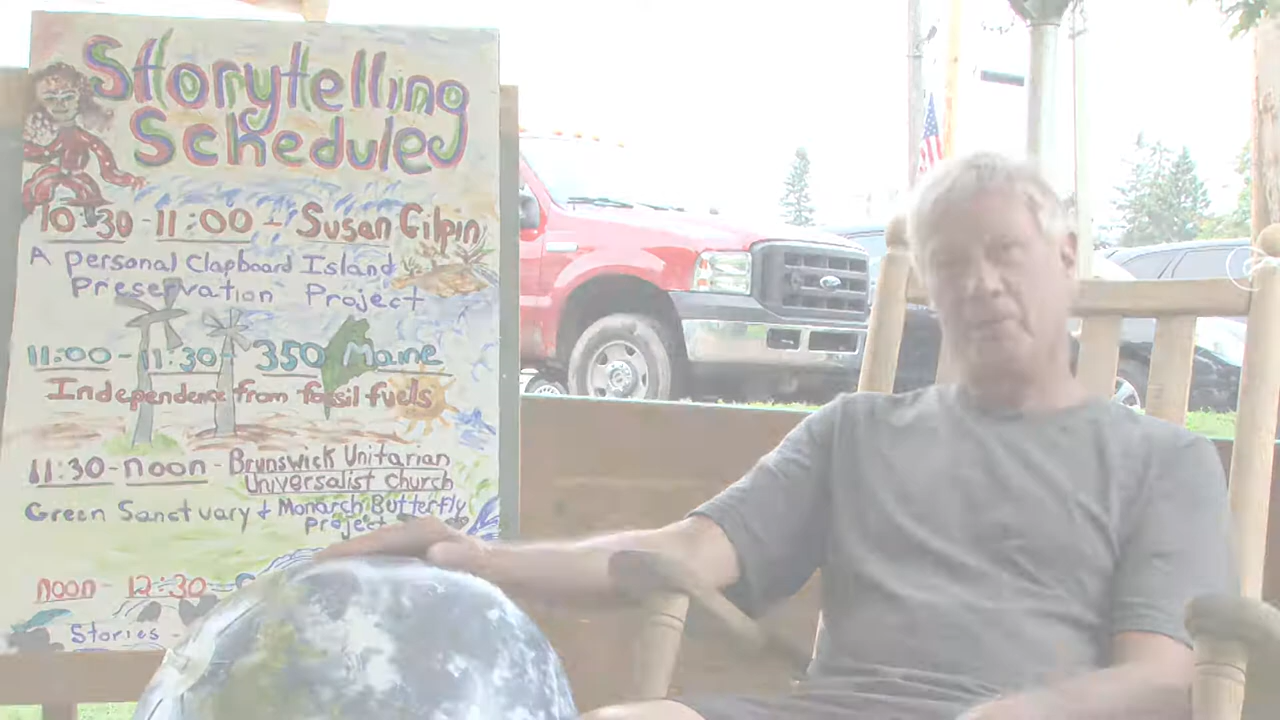 Storytelling
Schedule
10:30-11:00 - Susan Gilpin
A personal Clapboard Island
Preservation Project
11:00-11:30- 350 Maine
Independence from fossil fuels
11:30-noon - Brunswick Unitarian
Universalist Church
Green Sanctuary + Monarch Butterfly
Project
noon - 12:30
Stories -